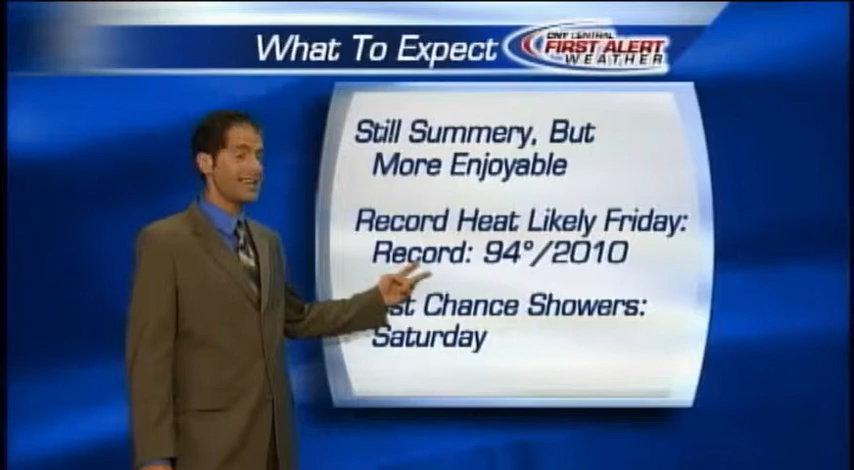 What To Expect
CNY CENTRAL
FIRST ALERT
WEATHER
Still Summery, But
More Enjoyable
Record Heat Likely Friday:
Record: 94°/2010
Chance Showers:
Saturday